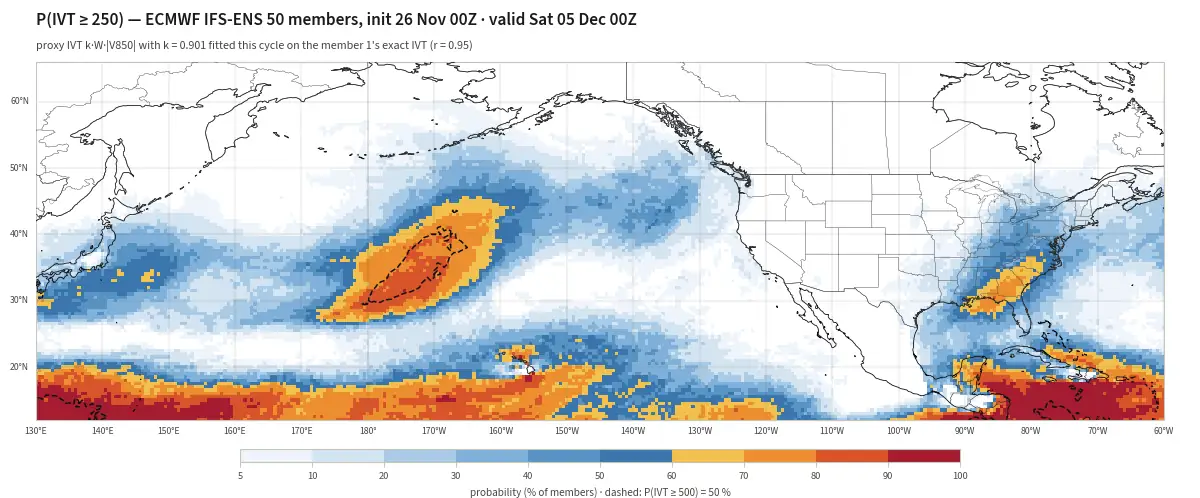 P(IVT ≥ 250) — ECMWF IFS-ENS 50 members, init 26 Nov 00Z · valid Sat 05 Dec 00Z
proxy IVT k·W·|V850| with k = 0.901 fitted this cycle on the member 1's exact IVT (r = 0.95)
60°N
50°N
40°N
30°N
20°N
130°E 140°E 150°E 160°E 170°E 180° 170°W 160°W 150°W 140°W 130°W 120°W 110°W 100°W 90°W 80°W 70°W 60°W
5 10 20 30 40 50 60 70 80 90 100
probability (% of members) · dashed: P(IVT ≥ 500) = 50 %